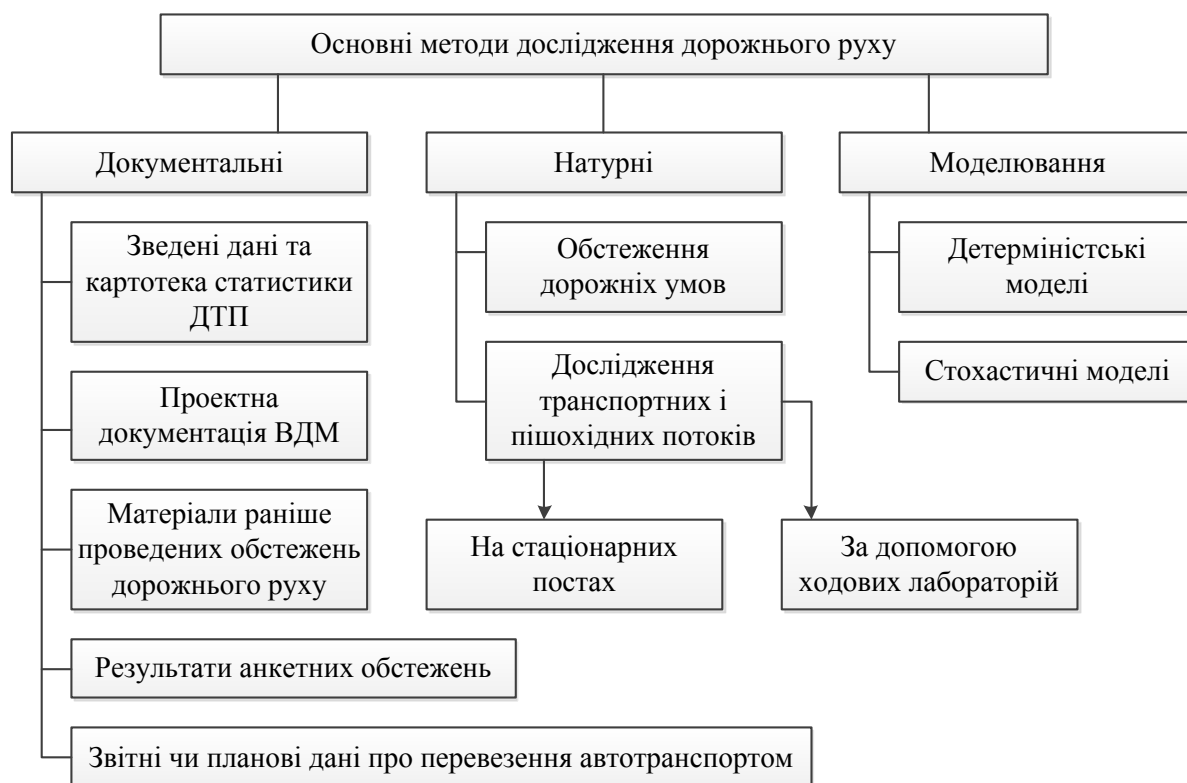 Основні методи дослідження дорожнього руху
Документальні
Зведені дані та
картотека статистики
ДТП
Проектна
документація ВДМ
Матеріали раніше
проведених обстежень
дорожнього руху
Результати анкетних обстежень
Звітні чи планові дані про перевезення автотранспортом
Натурні
Обстеження
дорожніх умов
Дослідження
транспортних і
пішохідних потоків
На стаціонарних
постах
За допомогою
ходових лабораторій
Моделювання
Детерміністські
моделі
Стохастичні моделі